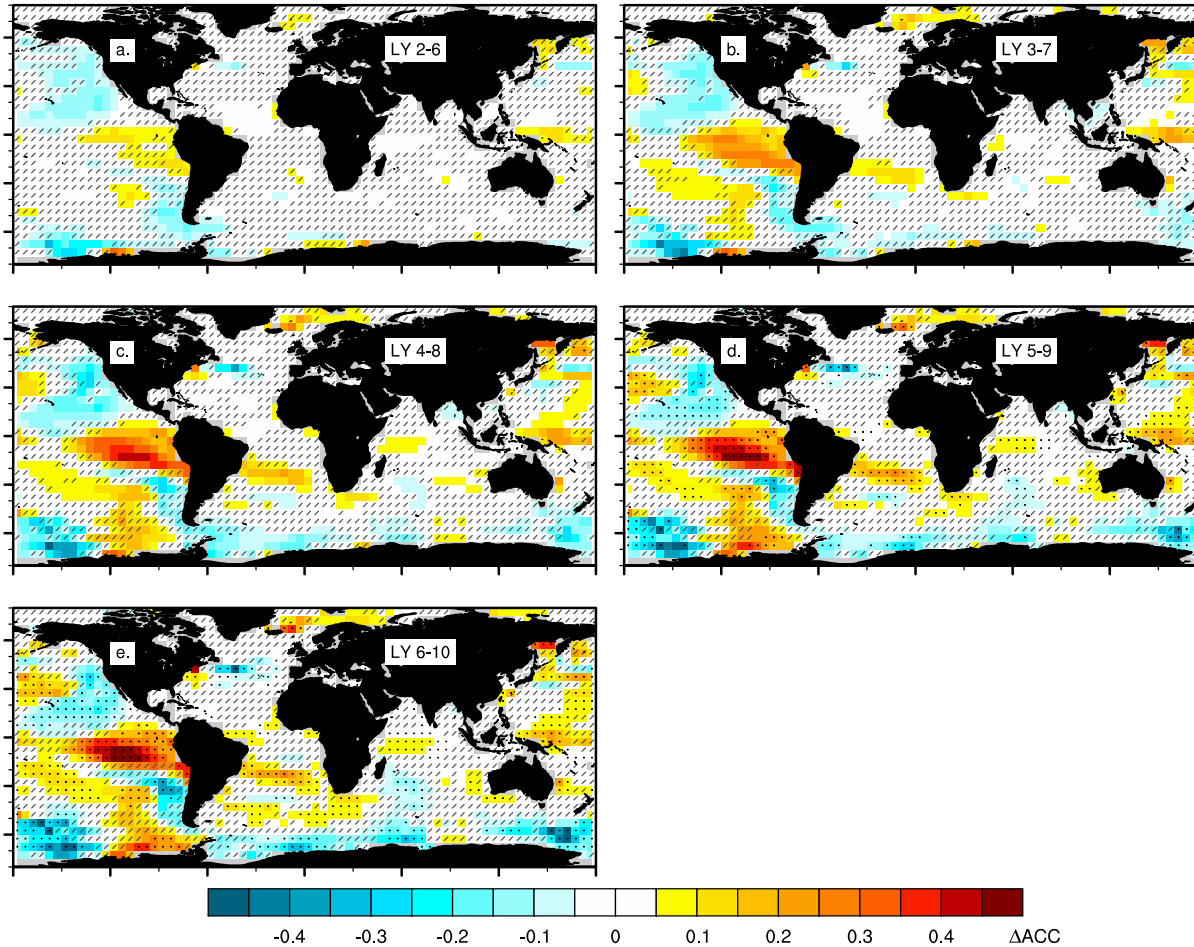 a.
LY 2-6
b.
LY 3-7
c.
LY 4-8
d.
LY 5-9
e.
LY 6-10
-0.4 -0.3 -0.2 -0.1 0 0.1 0.2 0.3 0.4 ΔACC